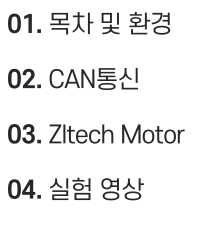 01. 목차 및 환경
02. CAN통신
03. ZItech Motor
04. 실험 영상